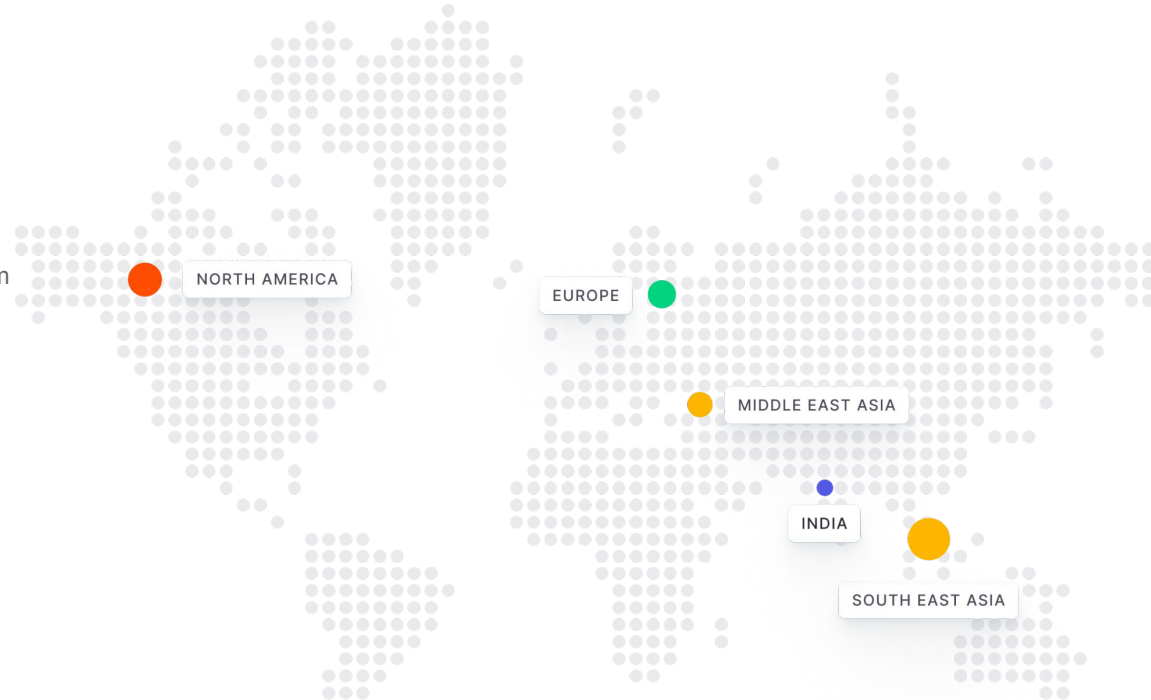 NORTH AMERICA
EUROPE
MIDDLE EAST ASIA
INDIA
SOUTH EAST ASIA